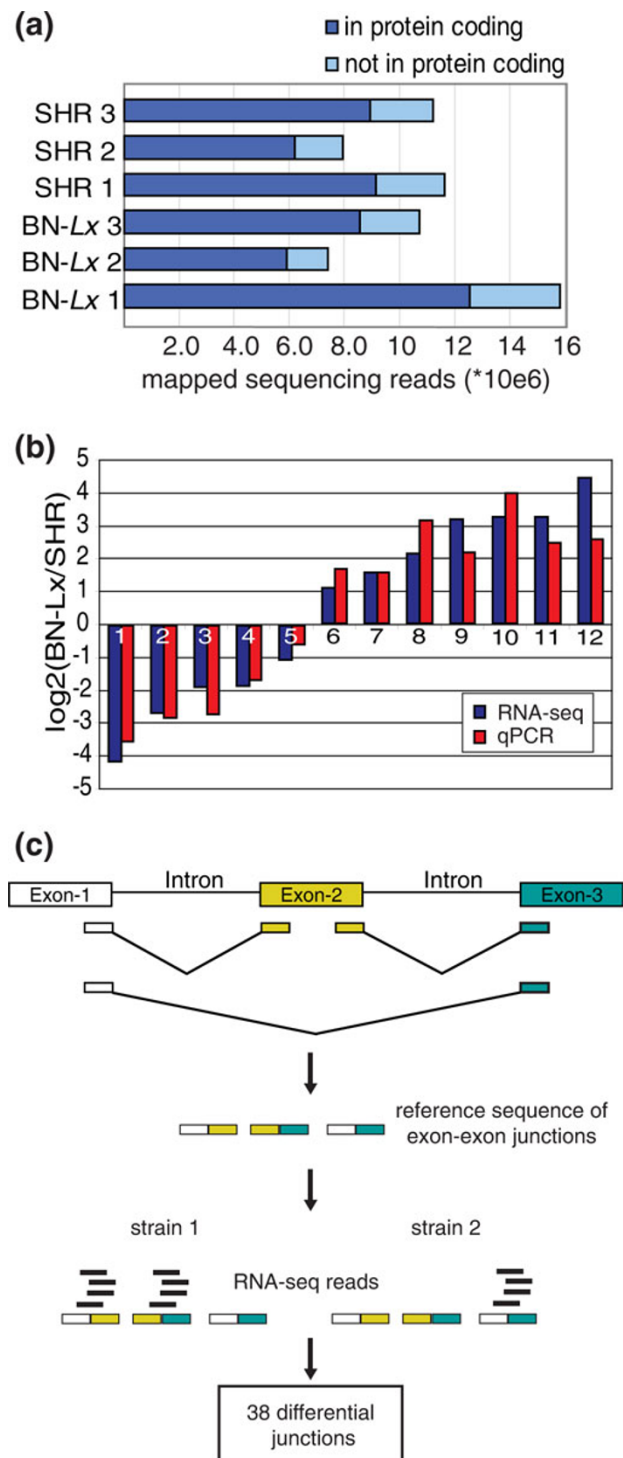 (a)
in protein coding
not in protein coding
SHR 3
SHR 2
SHR 1
BN-Lx 3
BN-Lx 2
BN-Lx 1
2.0 4.0 6.0 8.0 10 12 14 16
mapped sequencing reads (*10e6)
(b)
log2(BN-Lx/SHR)
5
4
3
2
1
0
-1
-2
-3
-4
-5
1 2 3 4 5 6 7 8 9 10 11 12
RNA-seq
qPCR
(c)
Exon-1 Intron Exon-2 Intron Exon-3
reference sequence of
exon-exon junctions
strain 1 strain 2
RNA-seq reads
38 differential
junctions